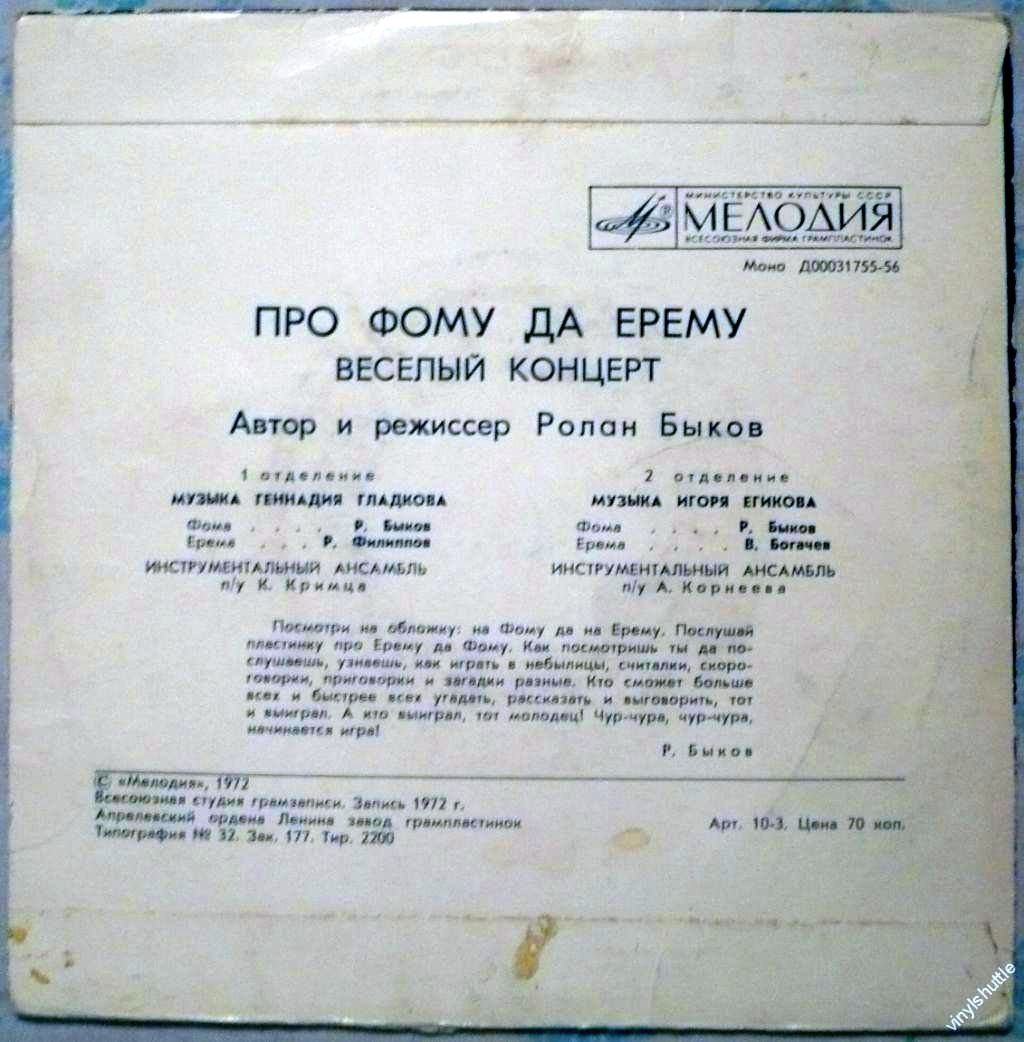 МИНИСТЕРСТВО КУЛЬТУРЫ СССР
МЕЛОДИЯ
ВСЕСОЮЗНАЯ ФИРМА ГРАМПЛАСТИНОК
Моно Д00031755-56
ПРО ФОМУ ДА ЕРЕМУ
ВЕСЕЛЫЙ КОНЦЕРТ
Автор и режиссер Ролан Быков
1 отделение
МУЗЫКА ГЕННАДИЯ ГЛАДКОВА
Фома . . . . Р. Быков
Ерема . . . Р. Филиппов
ИНСТРУМЕНТАЛЬНЫЙ АНСАМБЛЬ
п/у К. Кримца
2 отделение
МУЗЫКА ИГОРЯ ЕГИКОВА
Фома . . . . Р. Быков
Ерема . . . . В. Богачев
ИНСТРУМЕНТАЛЬНЫЙ АНСАМБЛЬ
п/у А. Корнеева
Посмотри на обложку: на Фому да на Ерему. Послушай
пластинку про Ерему да Фому. Как посмотришь ты да по-
слушаешь, узнаешь, как играть в небылицы, считалки, скоро-
говорки, приговорки и загадки разные. Кто сможет больше
всех и быстрее всех угадать, рассказать и выговорить, тот
и выиграл. А кто выиграл, тот молодец! Чур-чура, чур-чура,
начинается игра!
Р. Быков
© «Мелодия», 1972
Всесоюзная студия грамзаписи. Запись 1972 г.
Апрелевский ордена Ленина завод грампластинок
Типография № 32. Зак. 177. Тир. 2200
Арт. 10-3. Цена 70 коп.
vinylshuttle